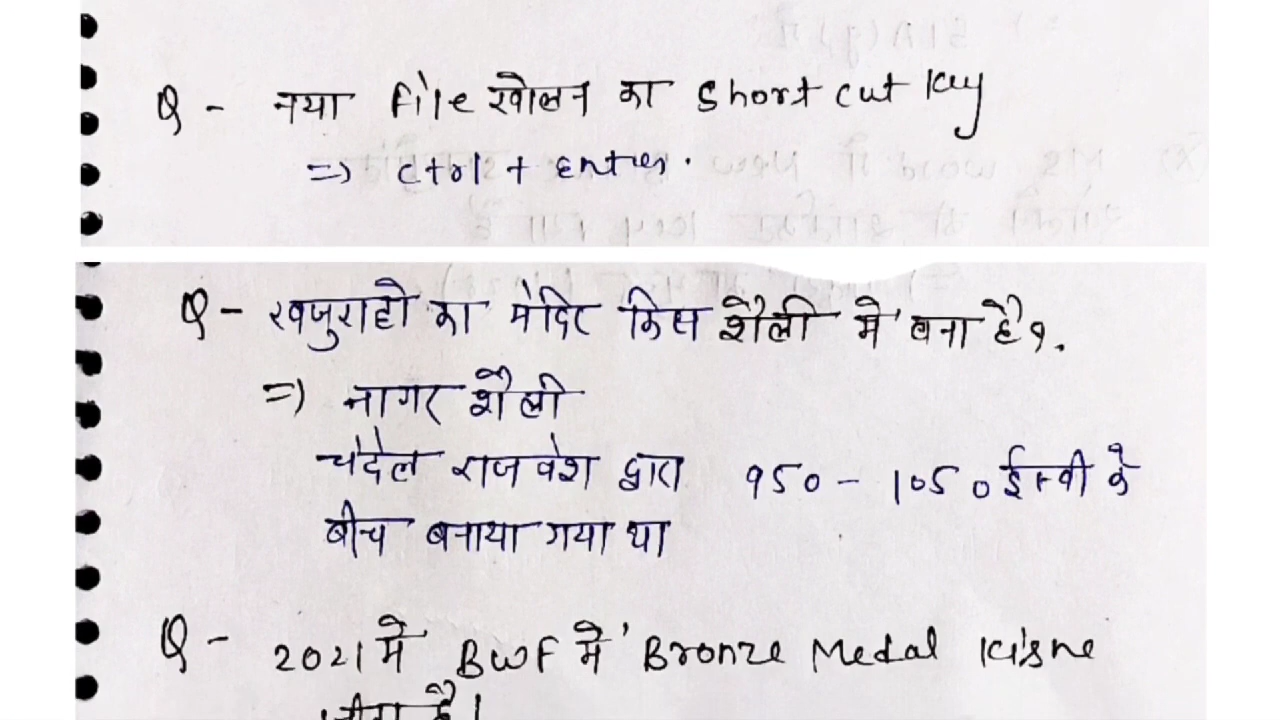 Q - नया File खोलन का Short cut key
=> Ctrl + Enter.
Q - खजुराहो का मंदिर किस शैली में बना है?.
=> नागर शैली
चंदेल राजवंश द्वारा 950 - 1050 ईस्वी के
बीच बनाया गया था
Q - 2021 में BWF में Bronze Medal kisne
जीता है।